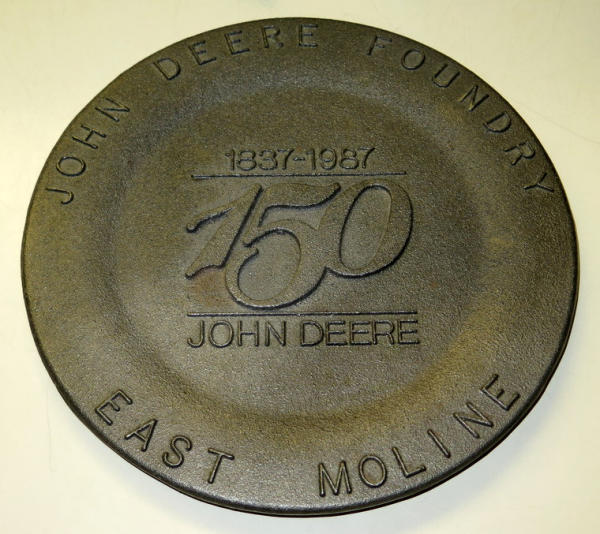 JOHN DEERE FOUNDRY
1837-1987
150
JOHN DEERE
EAST MOLINE